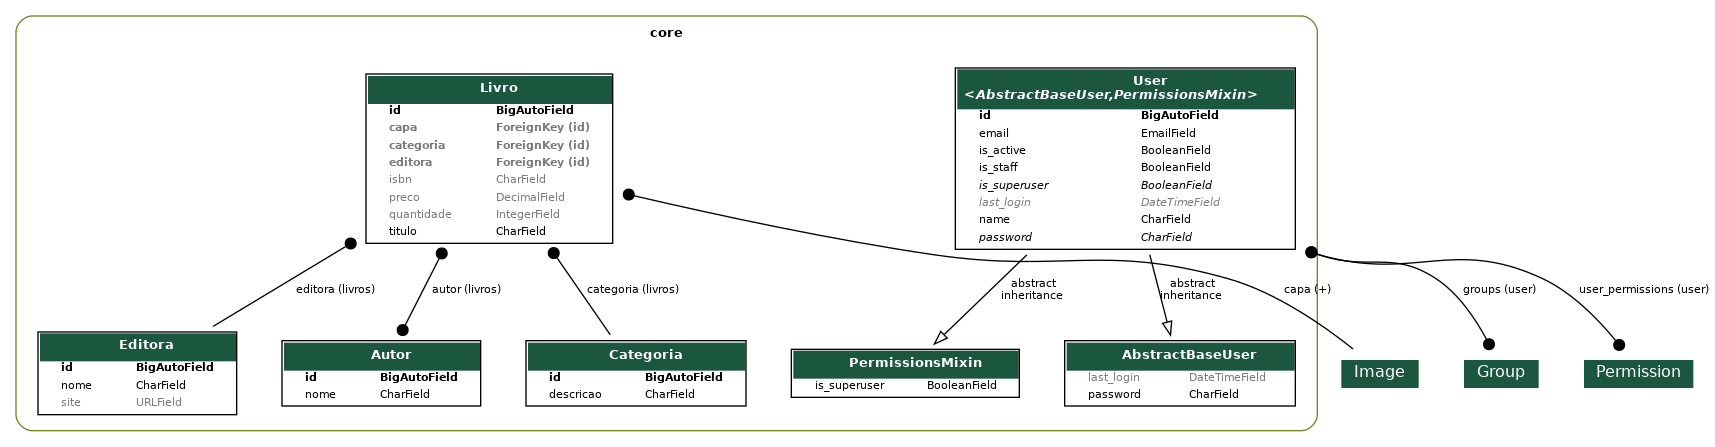 core
Livro
id BigAutoField
capa ForeignKey (id)
categoria ForeignKey (id)
editora ForeignKey (id)
isbn CharField
preco DecimalField
quantidade IntegerField
titulo CharField
User
<AbstractBaseUser,PermissionsMixin>
id BigAutoField
email EmailField
is_active BooleanField
is_staff BooleanField
is_superuser BooleanField
last_login DateTimeField
name CharField
password CharField
editora (livros)
autor (livros)
categoria (livros)
abstract
inheritance
abstract
inheritance
capa (+)
groups (user)
user_permissions (user)
Editora
id BigAutoField
nome CharField
site URLField
Autor
id BigAutoField
nome CharField
Categoria
id BigAutoField
descricao CharField
PermissionsMixin
is_superuser BooleanField
AbstractBaseUser
last_login DateTimeField
password CharField
Image
Group
Permission